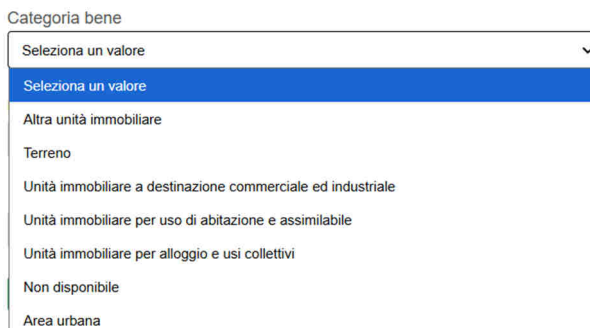 Categoria bene
Seleziona un valore
Seleziona un valore
Altra unità immobiliare
Terreno
Unità immobiliare a destinazione commerciale ed industriale
Unità immobiliare per uso di abitazione e assimilabile
Unità immobiliare per alloggio e usi collettivi
Non disponibile
Area urbana